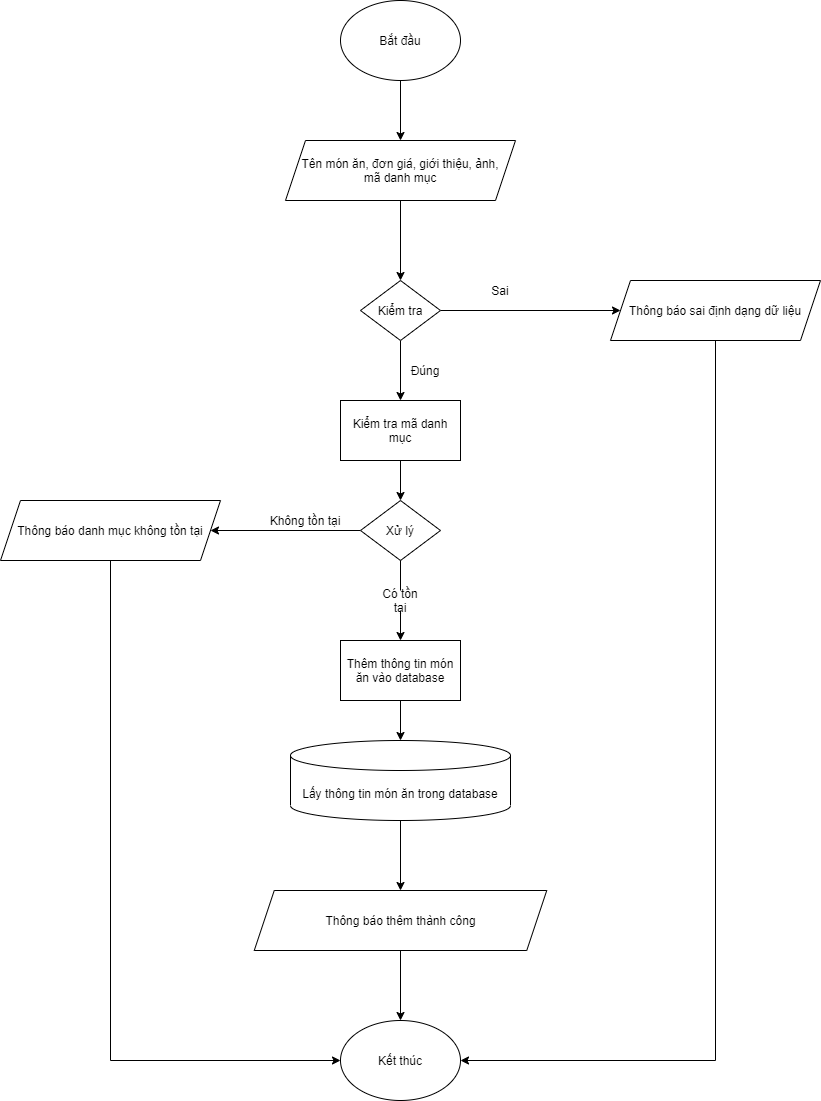 Bắt đầu
Tên món ăn, đơn giá, giới thiệu, ảnh,
mã danh mục
Kiểm tra
Sai
Thông báo sai định dạng dữ liệu
Đúng
Kiểm tra mã danh
mục
Xử lý
Không tồn tại
Thông báo danh mục không tồn tại
Có tồn
tại
Thêm thông tin món
ăn vào database
Lấy thông tin món ăn trong database
Thông báo thêm thành công
Kết thúc